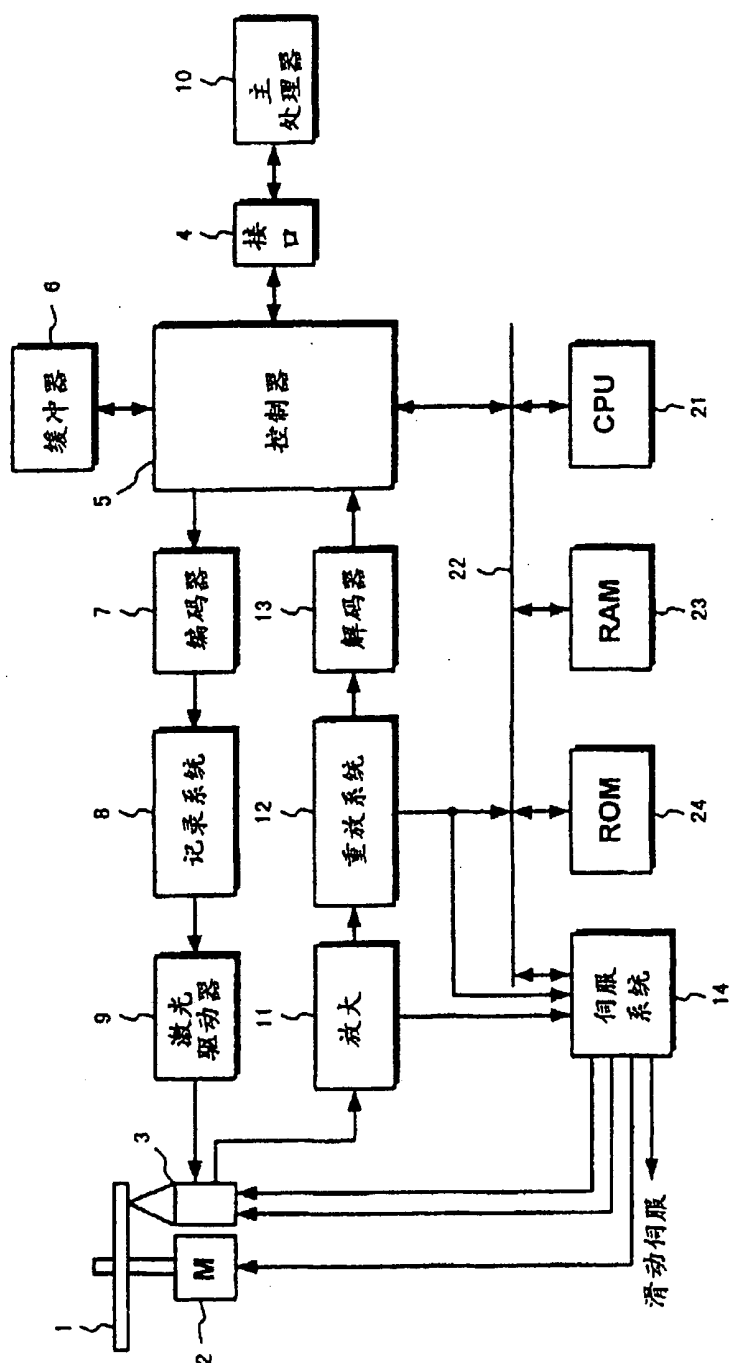 1
2
M
3
9
激光
驱动器
8
记录系统
7
编码器
5
控制器
6
缓冲器
4
接口
10
主
处理器
11
放大
12
重放系统
13
解码器
22
滑动伺服
伺服
系统
14
ROM
24
RAM
23
CPU
21